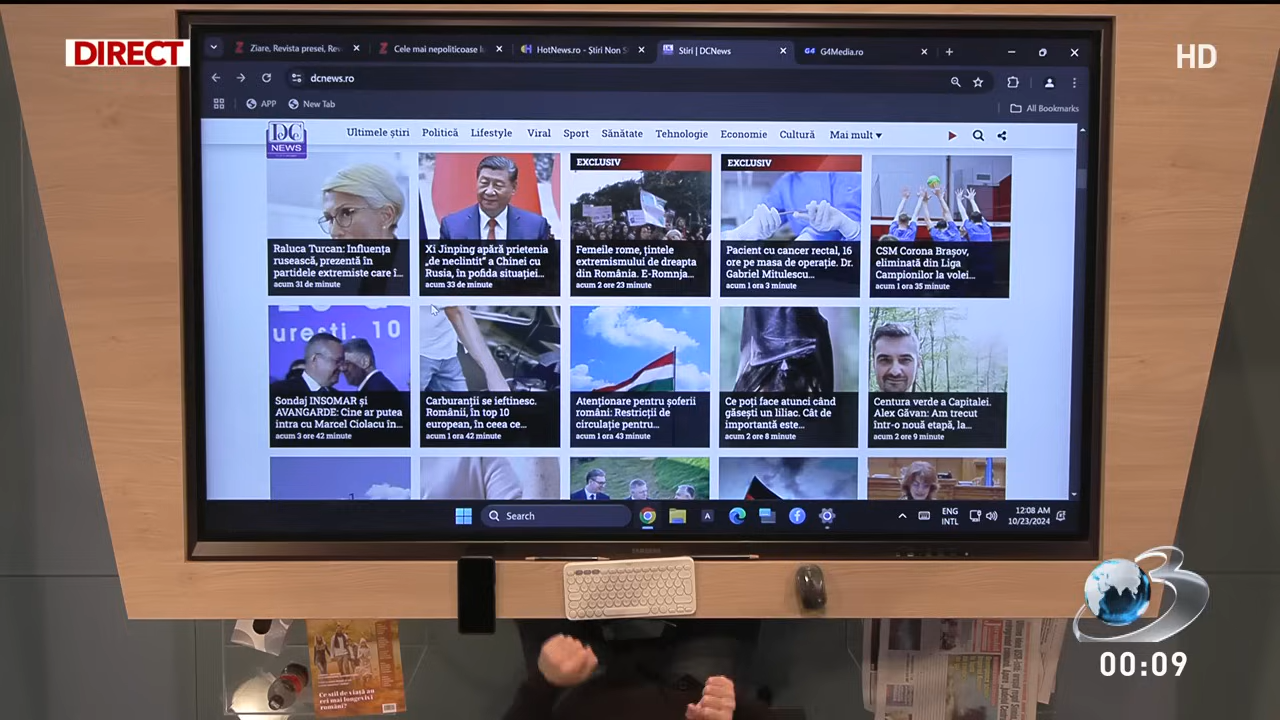 DIRECT
HD
Ziare, Revista presei, Re
Cele mai nepoliticoase
HotNews.ro - Știri Non S
Stiri | DCNews
G4Media.ro
dcnews.ro
APP
New Tab
All Bookmarks
DC
NEWS
Ultimele știri
Politică
Lifestyle
Viral
Sport
Sănătate
Tehnologie
Economie
Cultură
Mai mult
EXCLUSIV
EXCLUSIV
Raluca Turcan: Influența
rusească, prezentă în
partidele extremiste care î...
acum 31 de minute
Xi Jinping apără prietenia
„de neclintit” a Chinei cu
Rusia, în pofida situației...
acum 33 de minute
Femeile rome, țintele
extremismului de dreapta
din România. E-Romnja...
acum 2 ore 23 minute
Pacient cu cancer rectal, 16
ore pe masa de operație. Dr.
Gabriel Mitulescu...
acum 1 ora 3 minute
CSM Corona Brașov,
eliminată din Liga
Campionilor la volei...
acum 1 ora 35 minute
urești, 10
Sondaj INSOMAR și
AVANGARDE: Cine ar putea
intra cu Marcel Ciolacu în...
acum 3 ore 42 minute
Carburanții se ieftinesc.
Românii, în top 10
european, în ceea ce...
acum 1 ora 42 minute
Atenționare pentru șoferii
români: Restricții de
circulație pentru...
acum 1 ora 43 minute
Ce poți face atunci când
găsești un liliac. Cât de
importantă este...
acum 2 ore 8 minute
Centura verde a Capitalei.
Alex Găvan: Am trecut
într-o nouă etapă, la...
acum 2 ore 9 minute
Search
ENG
INTL
12:08 AM
10/23/2024
SAMSUNG
3
00:09
Ce stil de viață au
cei mai longevivi
români?